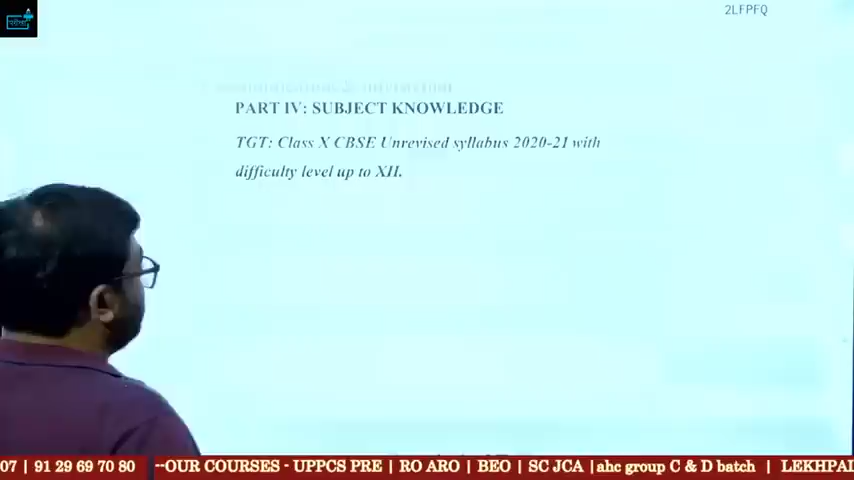 परीक्षा
2LFPFQ
PART IV: SUBJECT KNOWLEDGE
TGT: Class X CBSE Unrevised syllabus 2020-21 with
difficulty level up to XII.
07 | 91 29 69 70 80 --OUR COURSES - UPPCS PRE | RO ARO | BEO | SC JCA |ahc group C & D batch | LEKHPAL